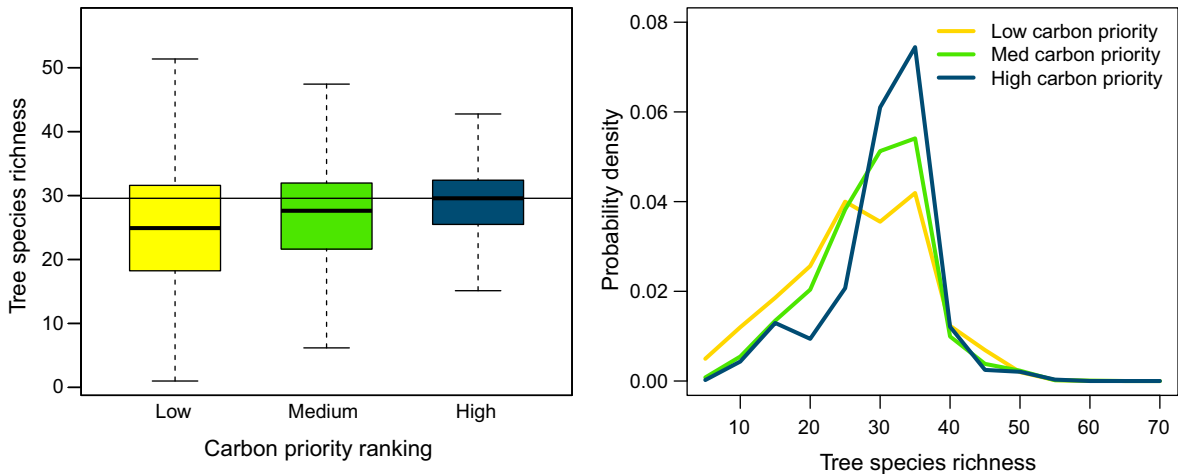 Tree species richness
50
40
30
20
10
0
Low
Medium
High
Carbon priority ranking
Probability density
0.08
0.06
0.04
0.02
0.00
Low carbon priority
Med carbon priority
High carbon priority
10
20
30
40
50
60
70
Tree species richness